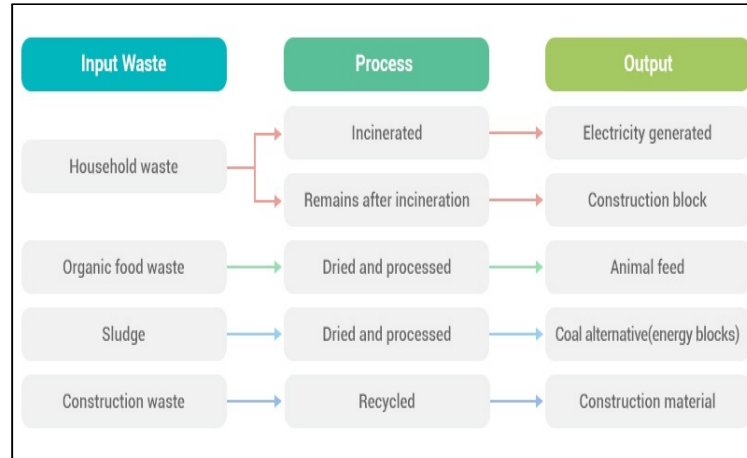 Input Waste
Process
Output
Household waste
Incinerated
Electricity generated
Remains after incineration
Construction block
Organic food waste
Dried and processed
Animal feed
Sludge
Dried and processed
Coal alternative(energy blocks)
Construction waste
Recycled
Construction material